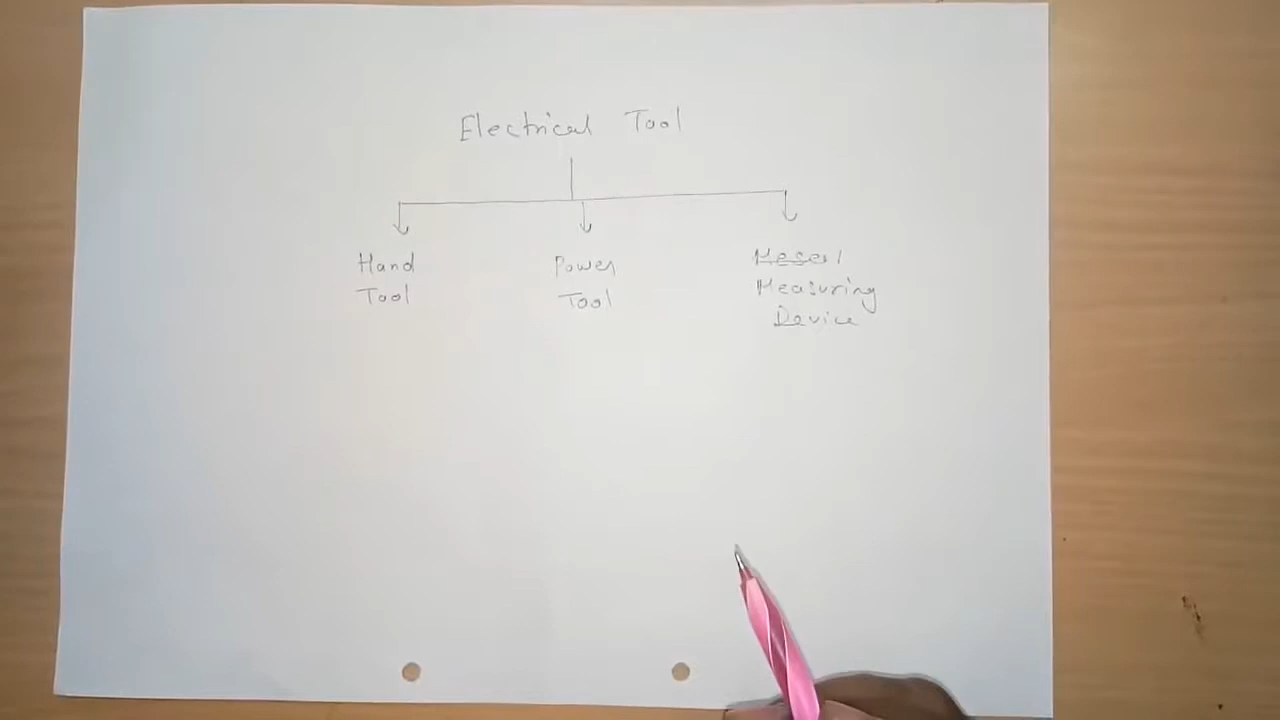 Electrical Tool
Hand
Tool
Power
Tool
Measuring
Device